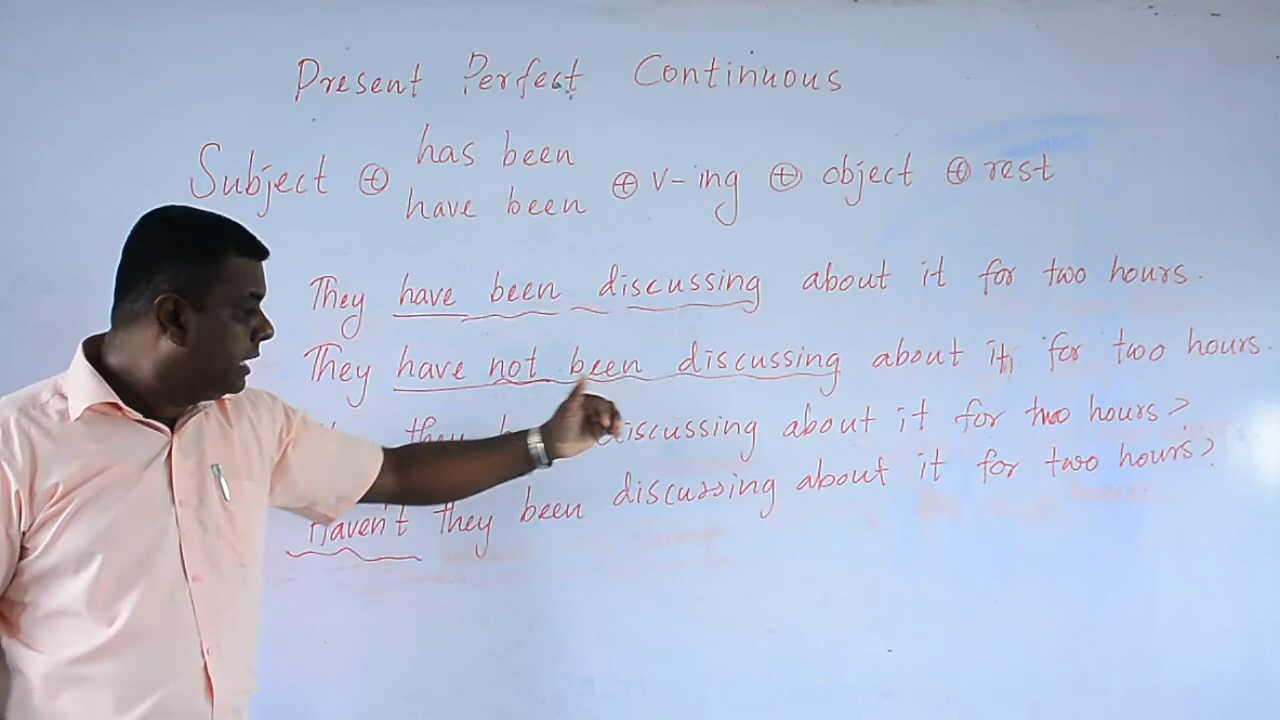 Present Perfect Continuous
has been
Subject ⊕ ⊕ v-ing ⊕ object ⊕ rest
have been
They have been discussing about it for two hours.
They have not been discussing about it for two hours.
they discussing about it for two hours?
Haven't they been discussing about it for two hours?